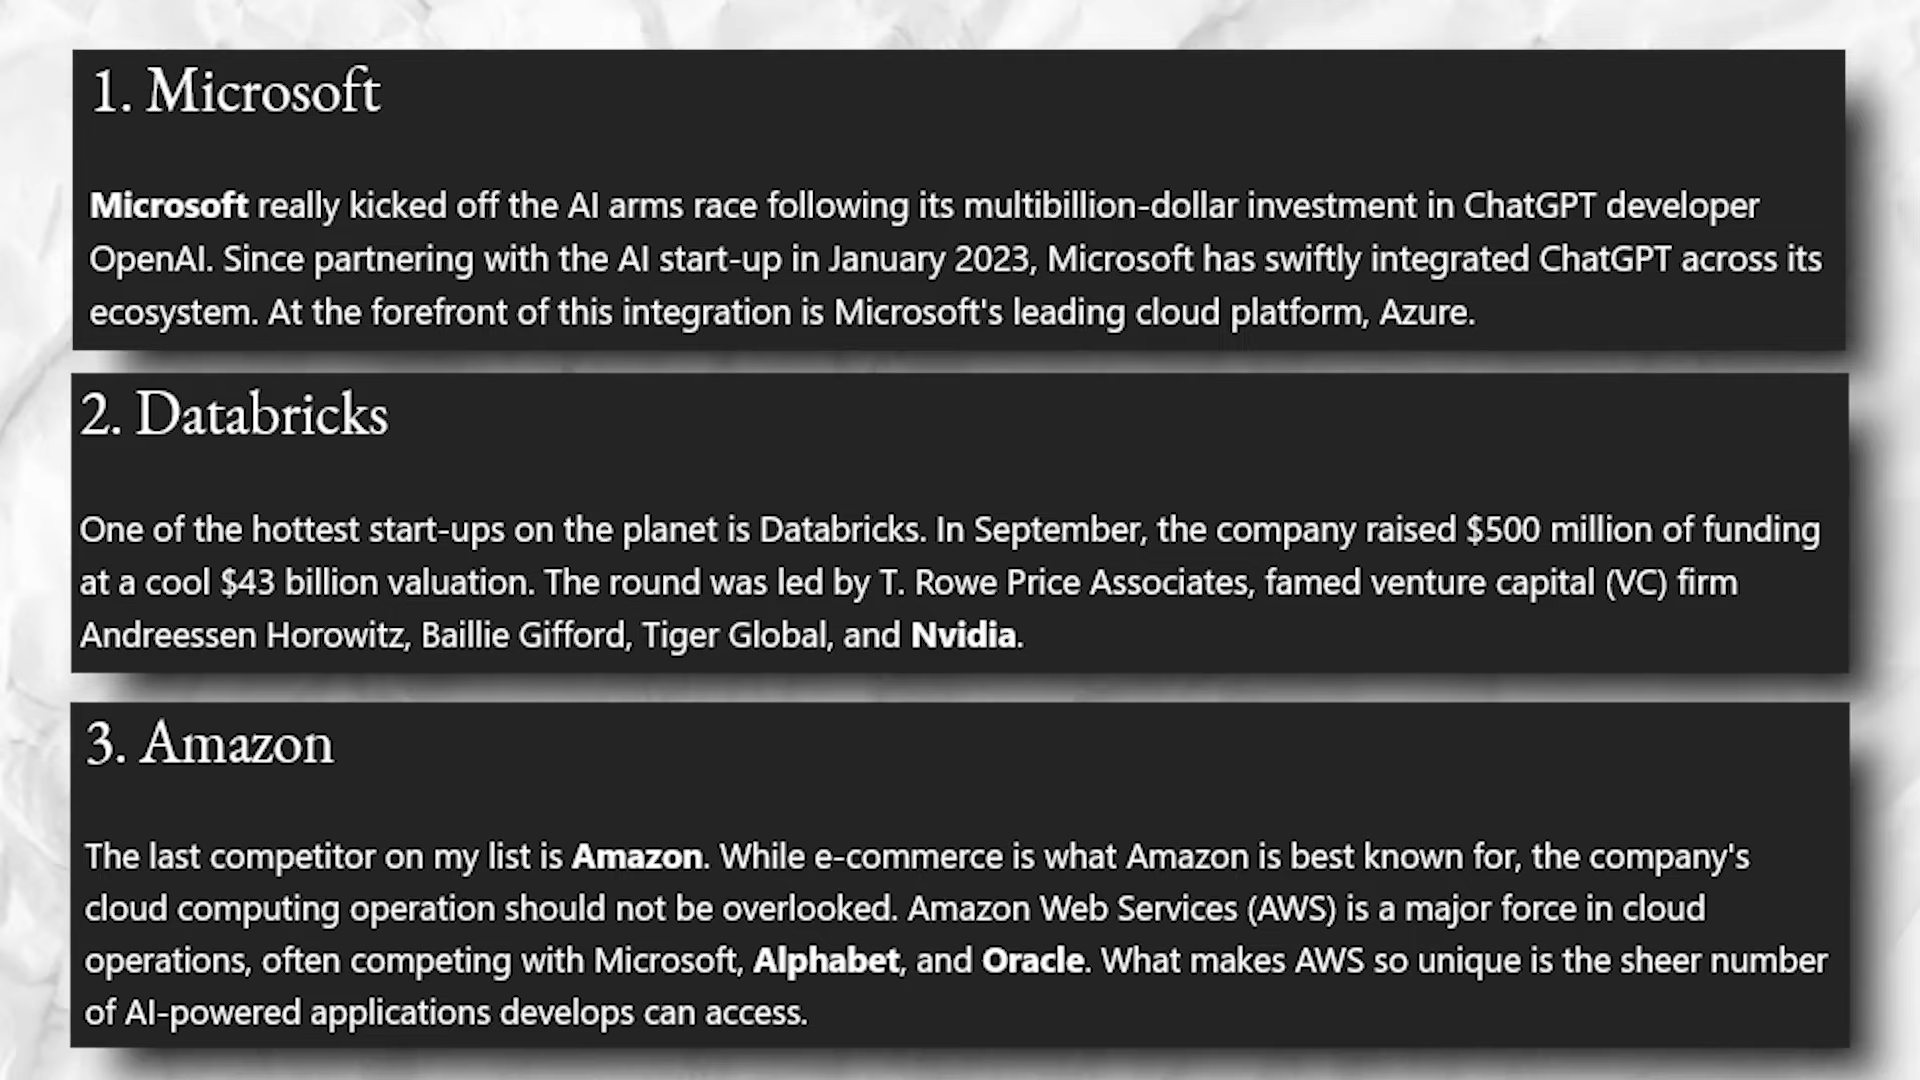 1. Microsoft
Microsoft really kicked off the AI arms race following its multibillion-dollar investment in ChatGPT developer
OpenAI. Since partnering with the AI start-up in January 2023, Microsoft has swiftly integrated ChatGPT across its
ecosystem. At the forefront of this integration is Microsoft's leading cloud platform, Azure.
2. Databricks
One of the hottest start-ups on the planet is Databricks. In September, the company raised $500 million of funding
at a cool $43 billion valuation. The round was led by T. Rowe Price Associates, famed venture capital (VC) firm
Andreessen Horowitz, Baillie Gifford, Tiger Global, and Nvidia.
3. Amazon
The last competitor on my list is Amazon. While e-commerce is what Amazon is best known for, the company's
cloud computing operation should not be overlooked. Amazon Web Services (AWS) is a major force in cloud
operations, often competing with Microsoft, Alphabet, and Oracle. What makes AWS so unique is the sheer number
of AI-powered applications develops can access.